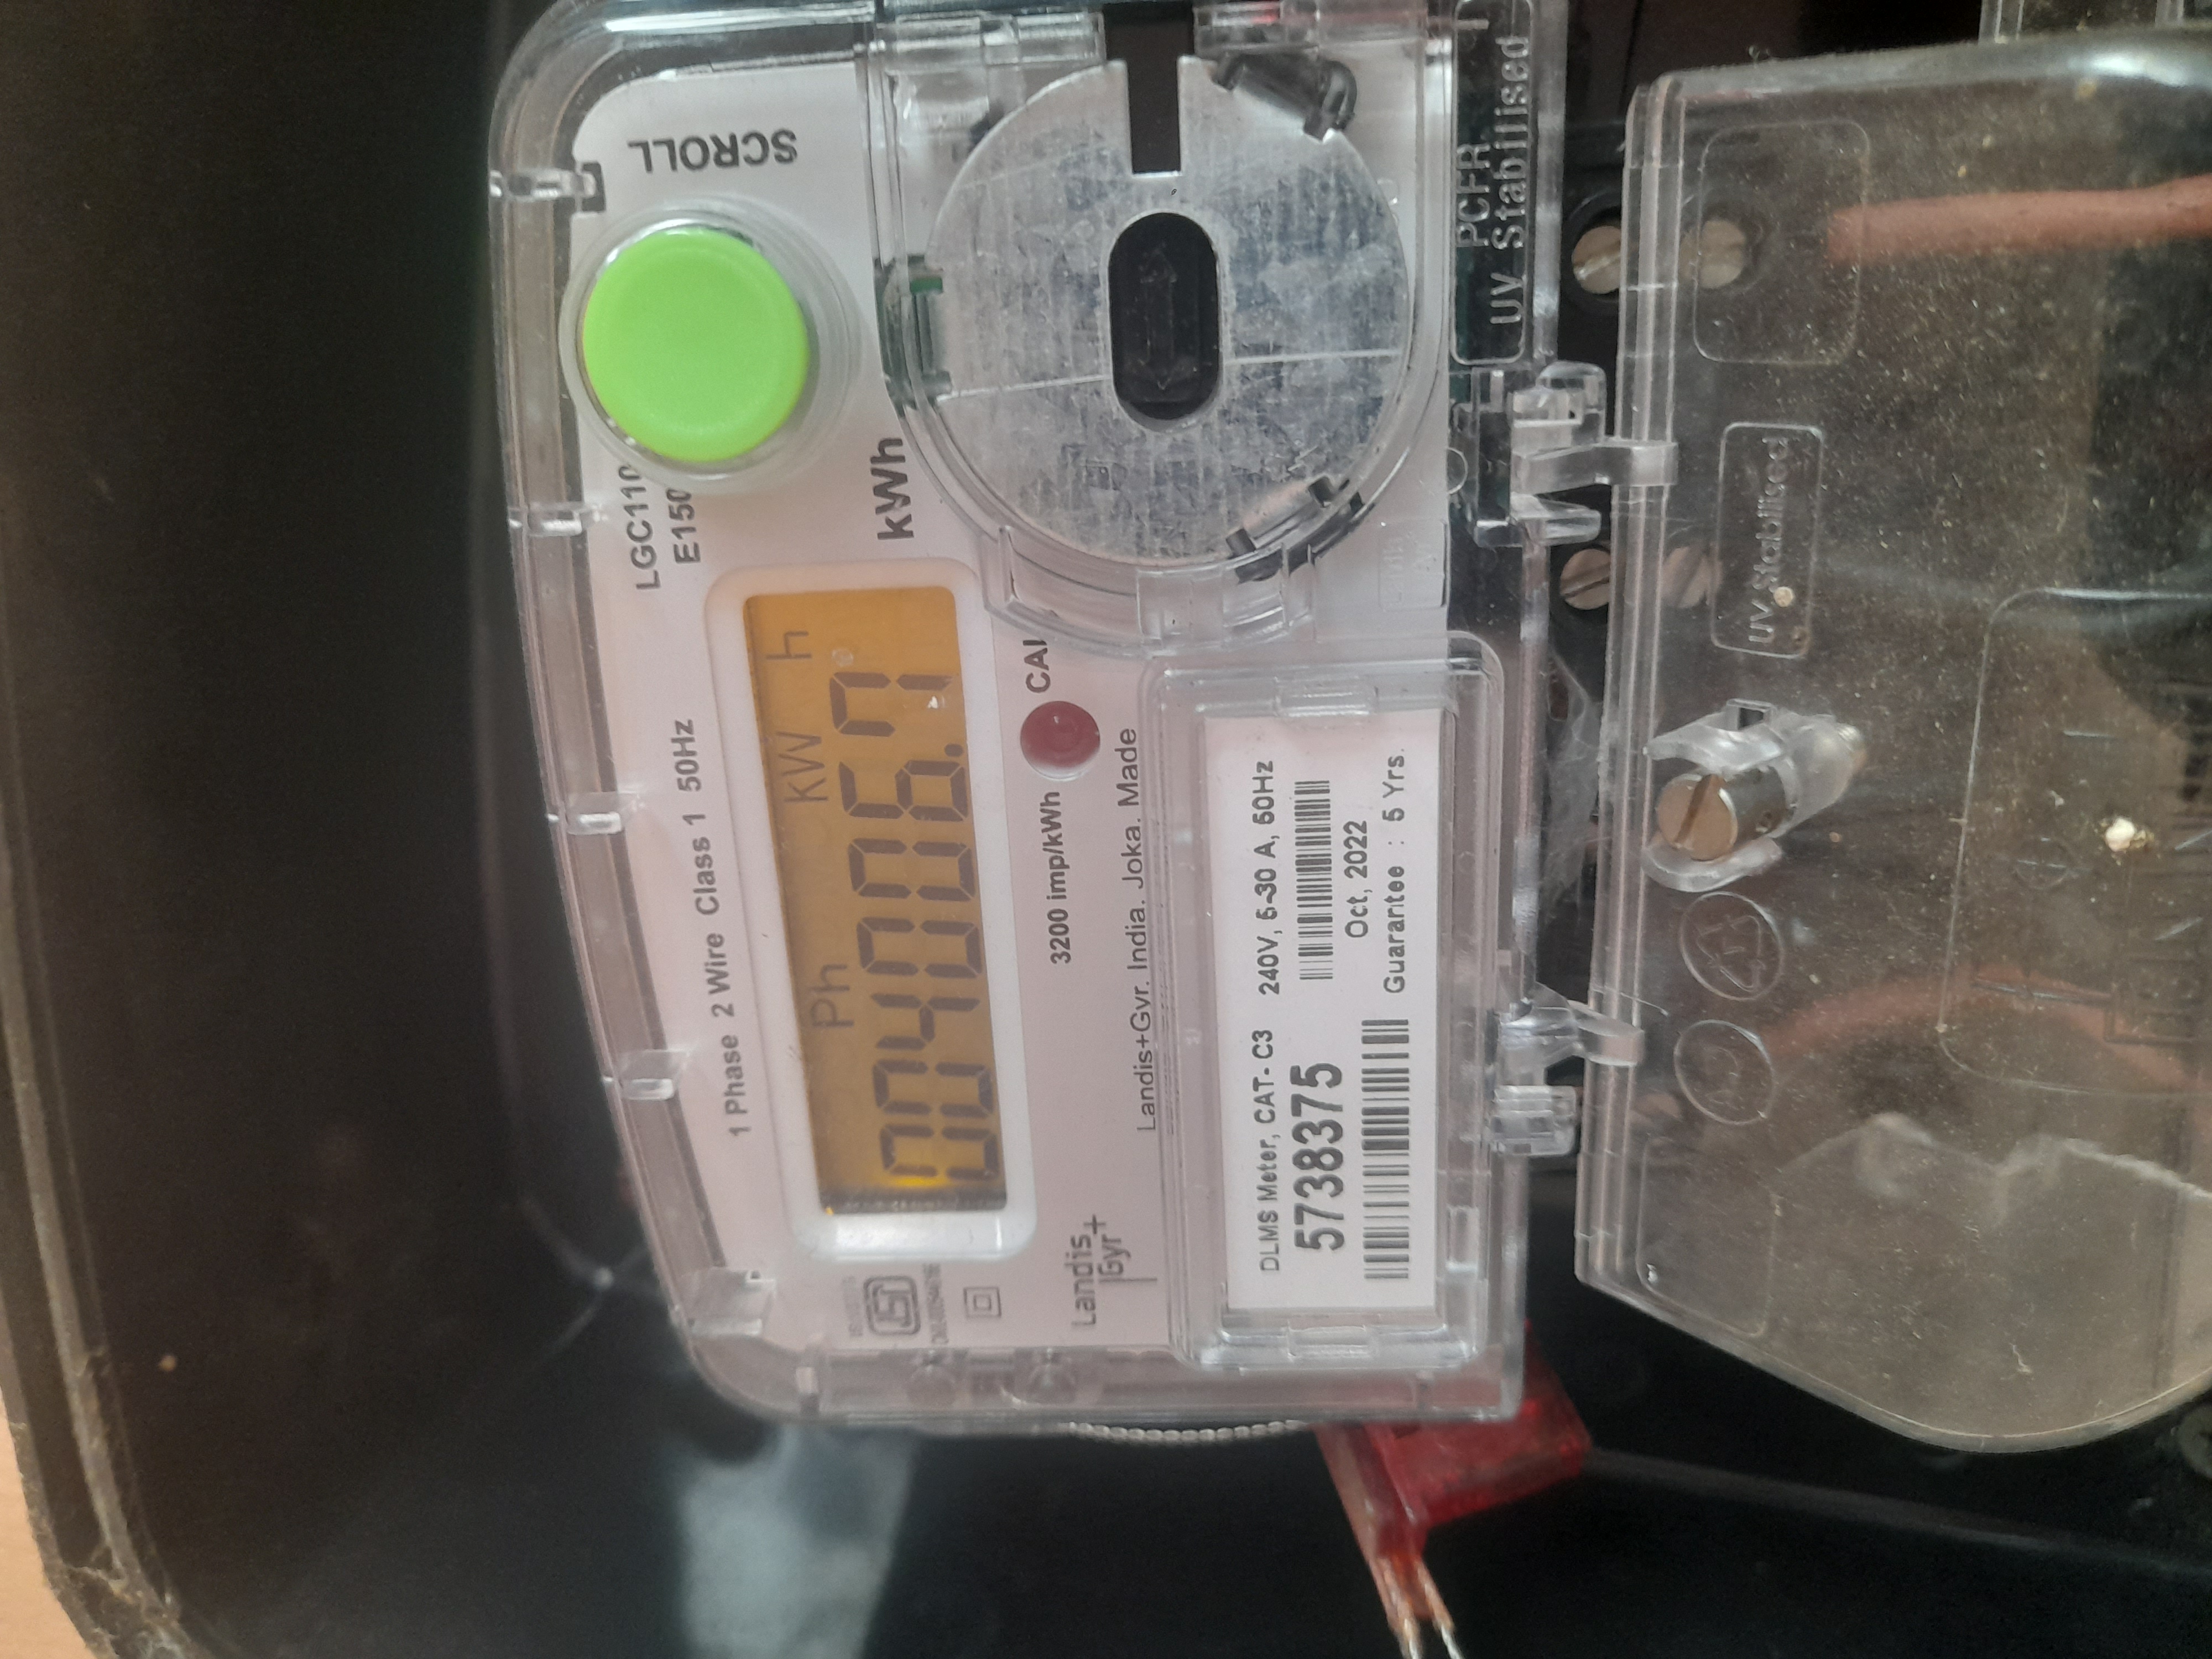 SCROLL
LGC110
E150
1 Phase 2 Wire Class 1 50Hz
Ph kW h
004006.7
kWh
3200 imp/kWh
CAl
Landis+Gyr. India. Joka. Made
Landis
Gyr+
DLMS Meter, CAT- C3 240V, 5-30 A, 50Hz
5738375
Oct, 2022
Guarantee : 5 Yrs.
PCFR
UV Stabilised
UV Stabilised